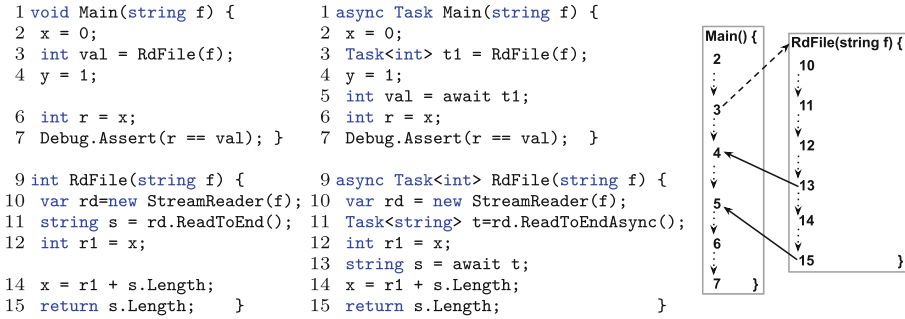 1 void Main(string f) {
2 x = 0;
3 int val = RdFile(f);
4 y = 1;
6 int r = x;
7 Debug.Assert(r == val); }
9 int RdFile(string f) {
10 var rd=new StreamReader(f);
11 string s = rd.ReadToEnd();
12 int r1 = x;
14 x = r1 + s.Length;
15 return s.Length; }
1 async Task Main(string f) {
2 x = 0;
3 Task<int> t1 = RdFile(f);
4 y = 1;
5 int val = await t1;
6 int r = x;
7 Debug.Assert(r == val); }
9 async Task<int> RdFile(string f) {
10 var rd = new StreamReader(f);
11 Task<string> t=rd.ReadToEndAsync();
12 int r1 = x;
13 string s = await t;
14 x = r1 + s.Length;
15 return s.Length; }
Main() {
2
3
4
5
6
7 }
RdFile(string f) {
10
11
12
13
14
15 }